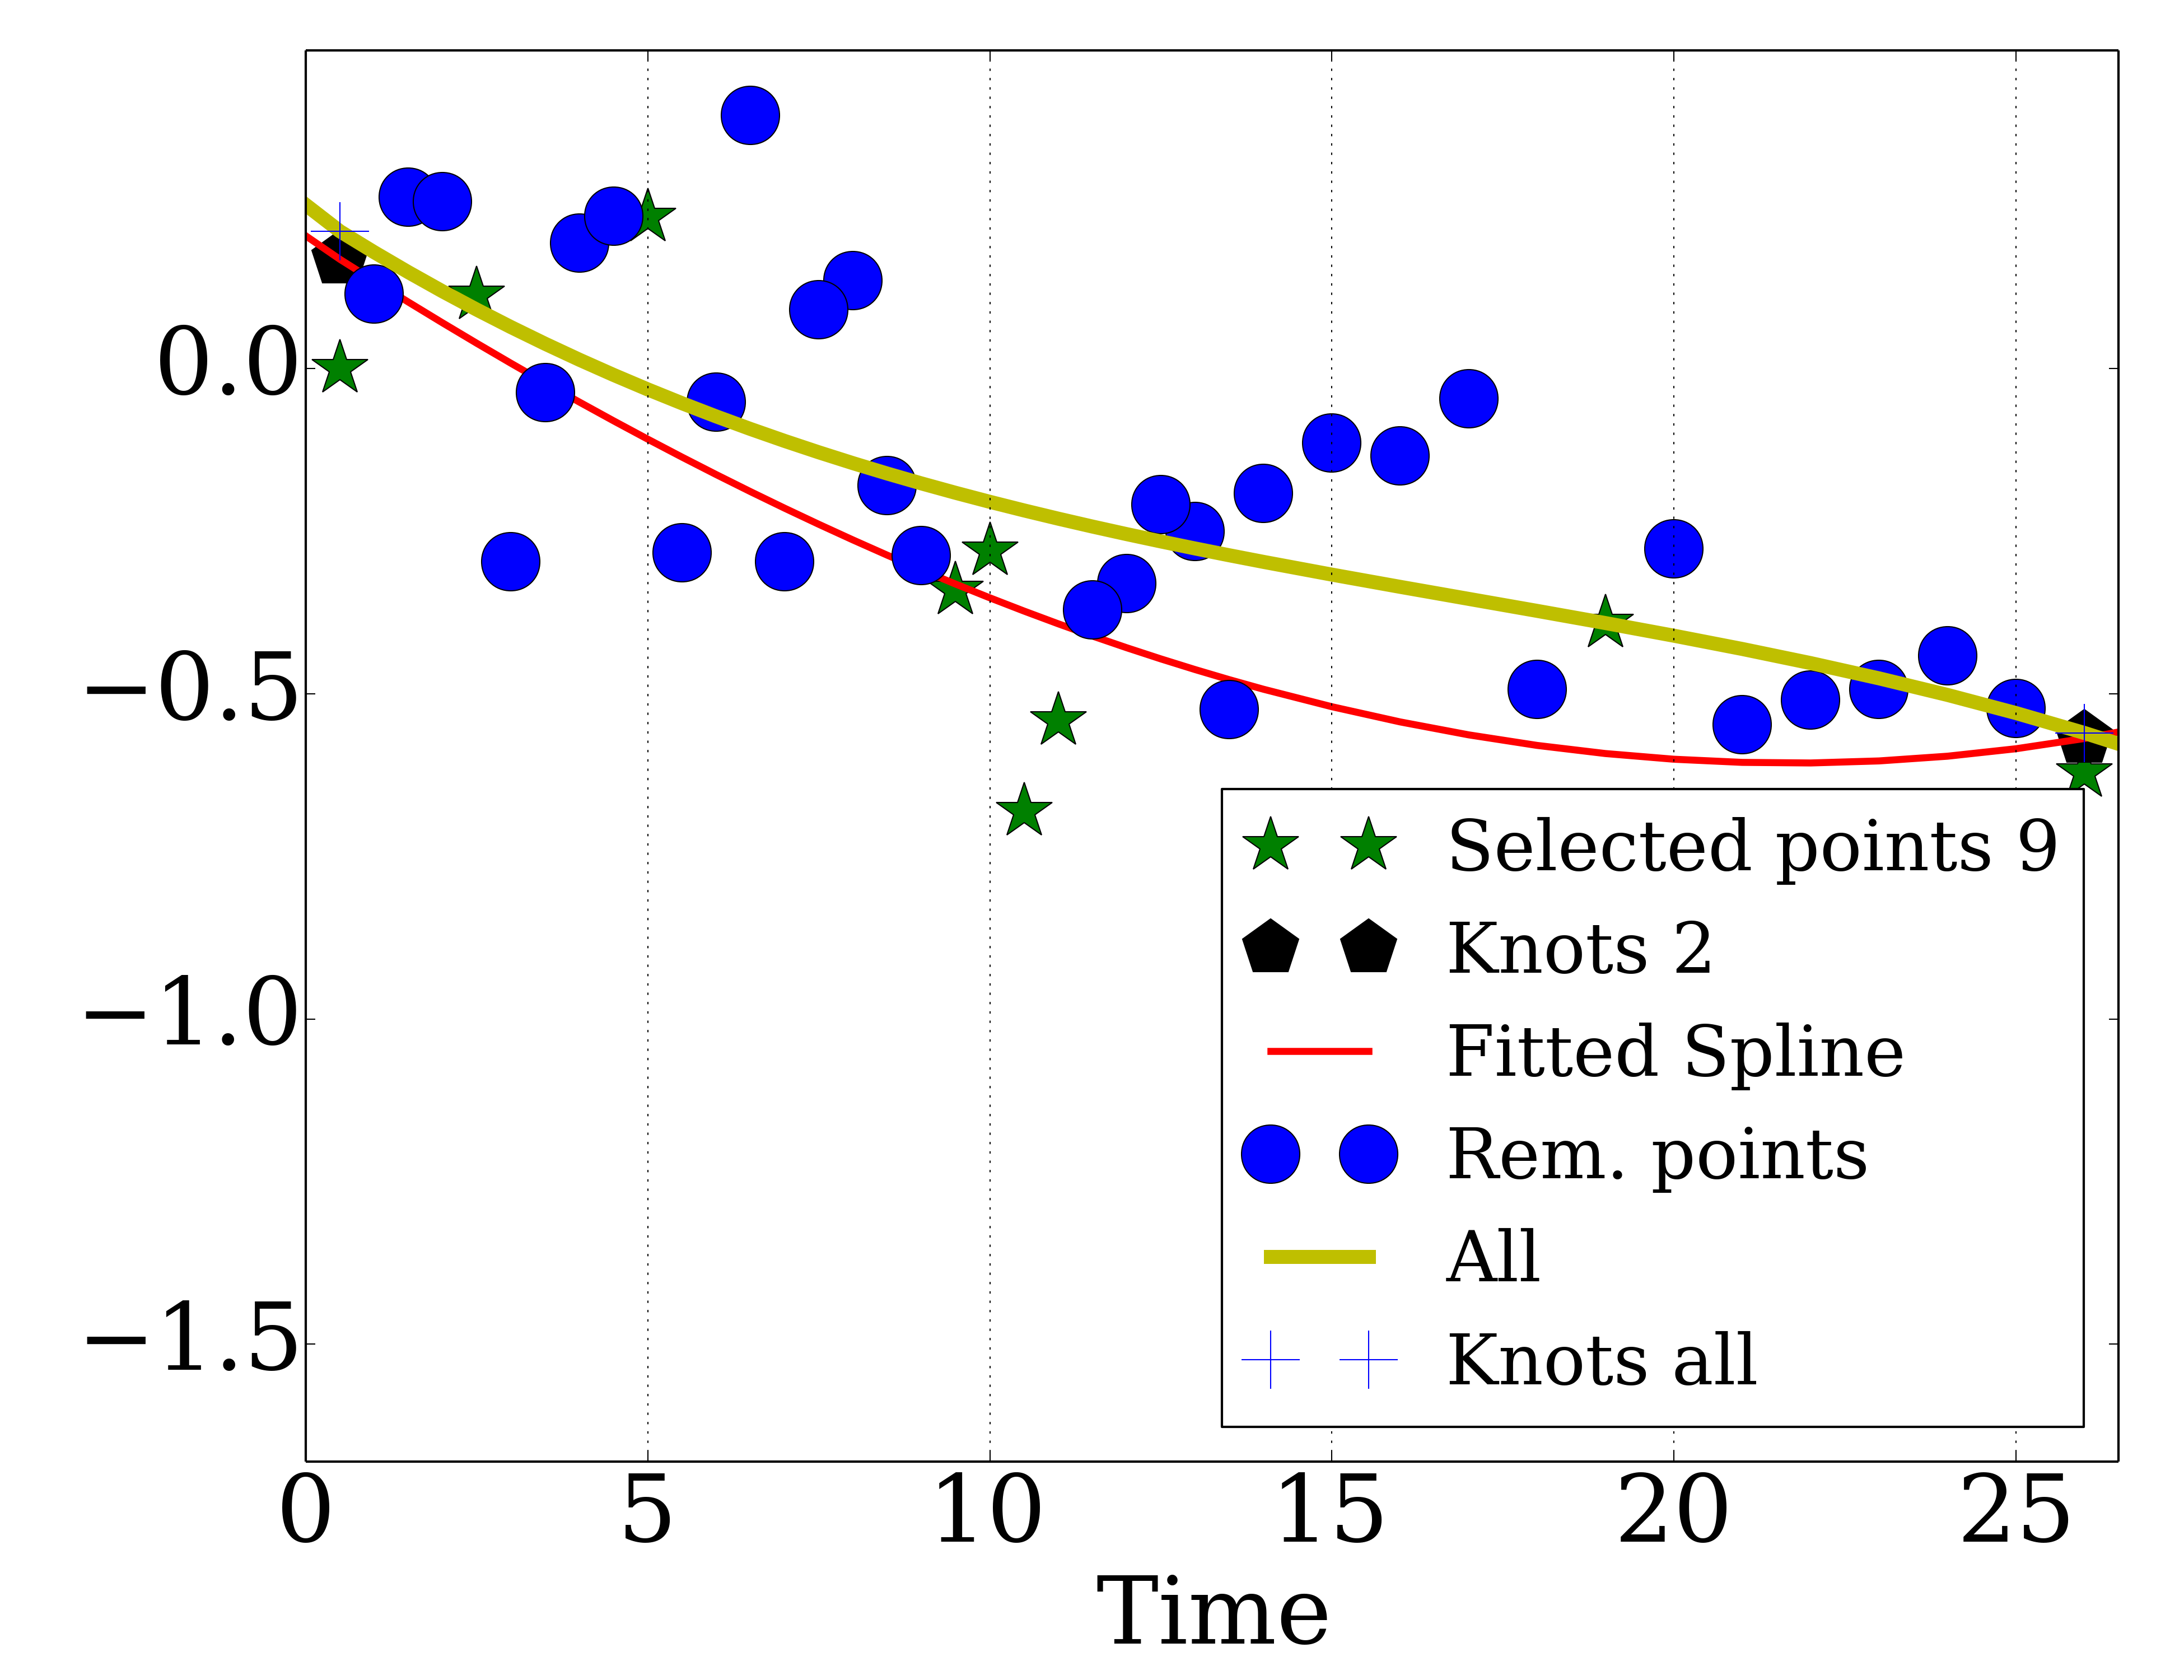 0.0
−0.5
−1.0
−1.5
0 5 10 15 20 25
Time
Selected points 9
Knots 2
Fitted Spline
Rem. points
All
Knots all